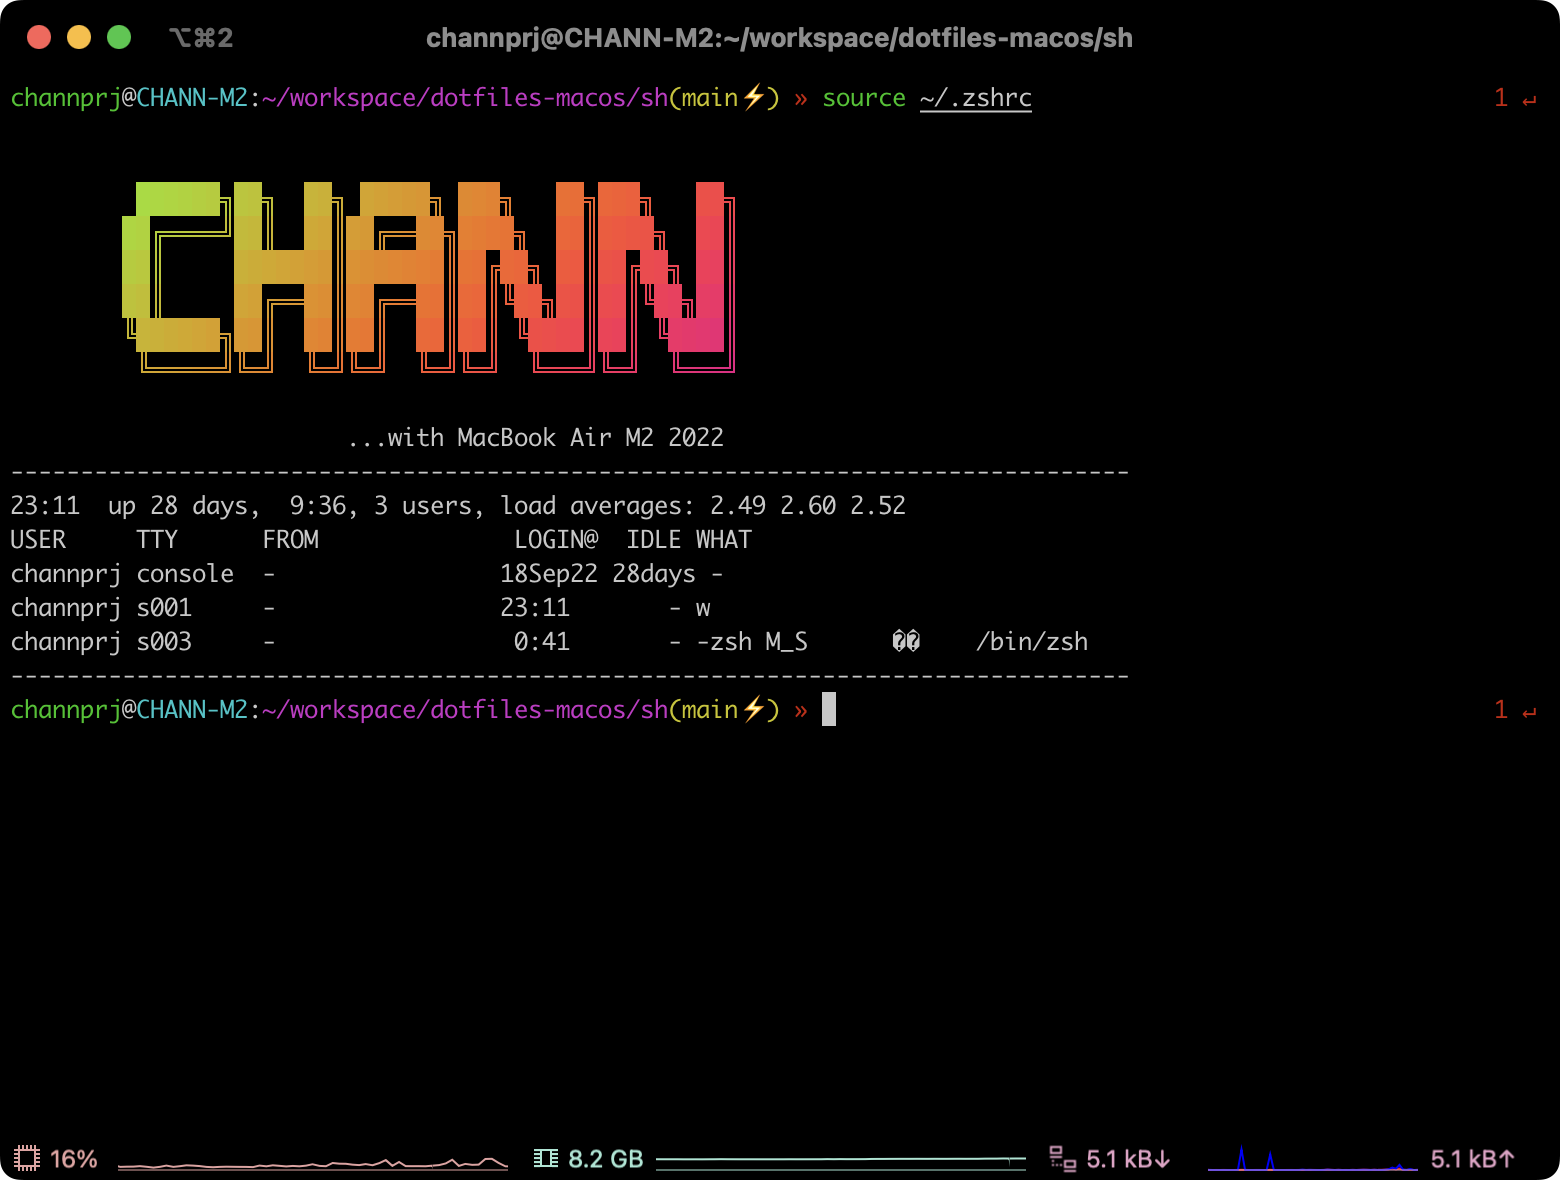 ⌥⌘2 channprj@CHANN-M2:~/workspace/dotfiles-macos/sh
channprj@CHANN-M2:~/workspace/dotfiles-macos/sh(main⚡) » source ~/.zshrc 1 ↵
CHANN
...with MacBook Air M2 2022
--------------------------------------------------------------------------------
23:11  up 28 days,  9:36, 3 users, load averages: 2.49 2.60 2.52
USER     TTY      FROM              LOGIN@  IDLE WHAT
channprj console  -                18Sep22 28days -
channprj s001     -                23:11       - w
channprj s003     -                 0:41       - -zsh M_S      ��    /bin/zsh
--------------------------------------------------------------------------------
channprj@CHANN-M2:~/workspace/dotfiles-macos/sh(main⚡) » 1 ↵
16% 8.2 GB 5.1 kB↓ 5.1 kB↑